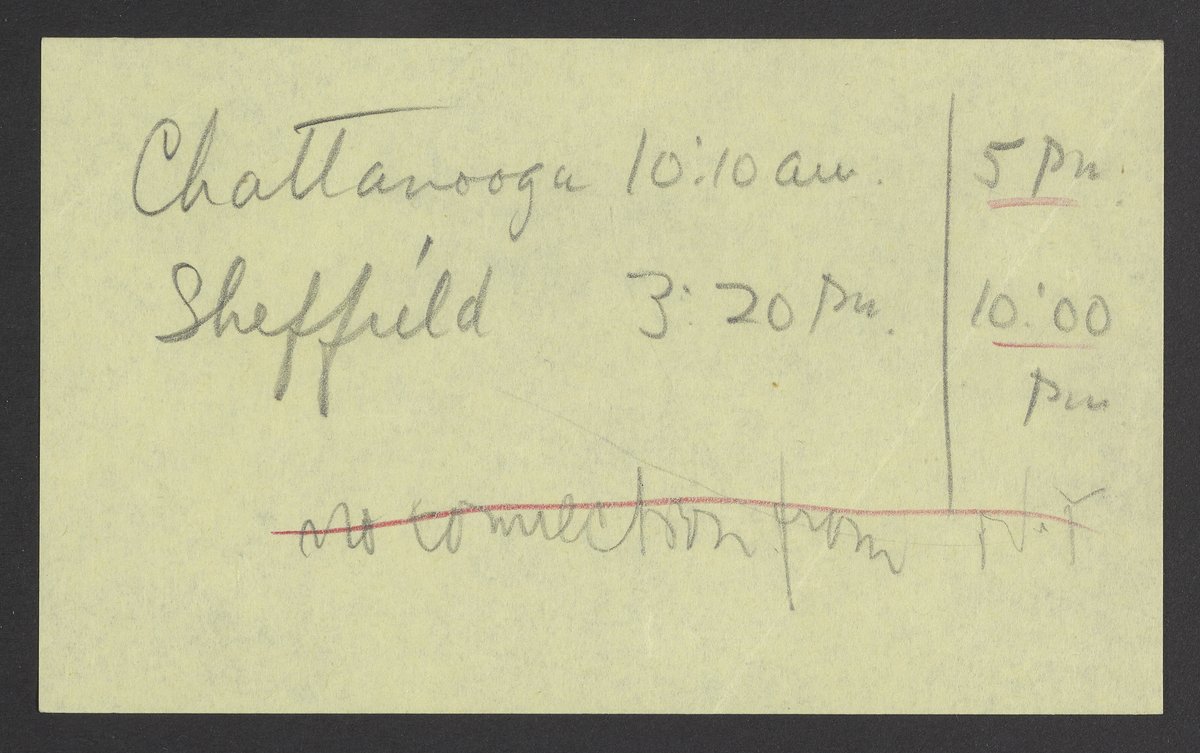 Chattanooga 10:10 am. 5 pm.
Sheffield 3:20 pm. 10:00
pm
no connection from N.Y